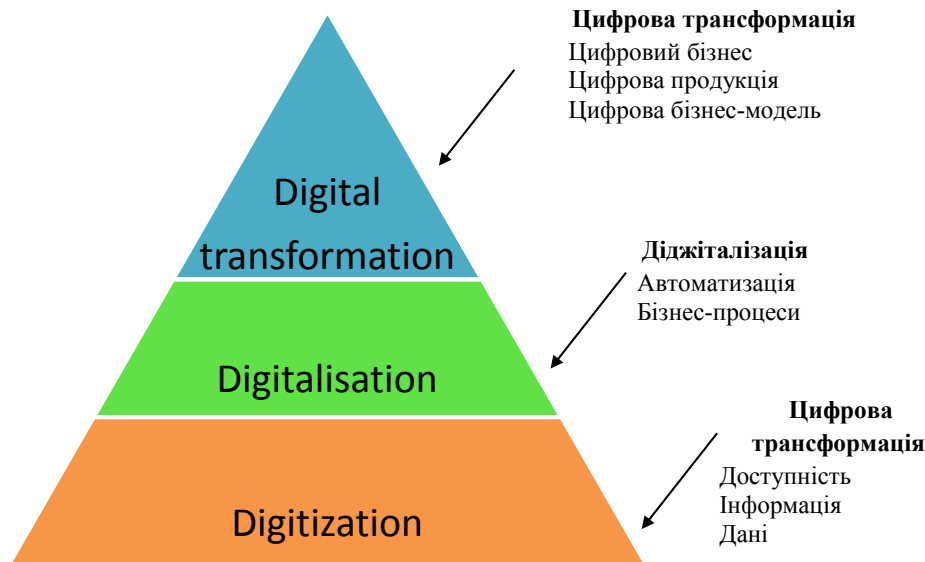 Цифрова трансформація
Цифровий бізнес
Цифрова продукція
Цифрова бізнес-модель
Digital
transformation
Діджіталізація
Автоматизація
Бізнес-процеси
Digitalisation
Цифрова
трансформація
Доступність
Інформація
Дані
Digitization